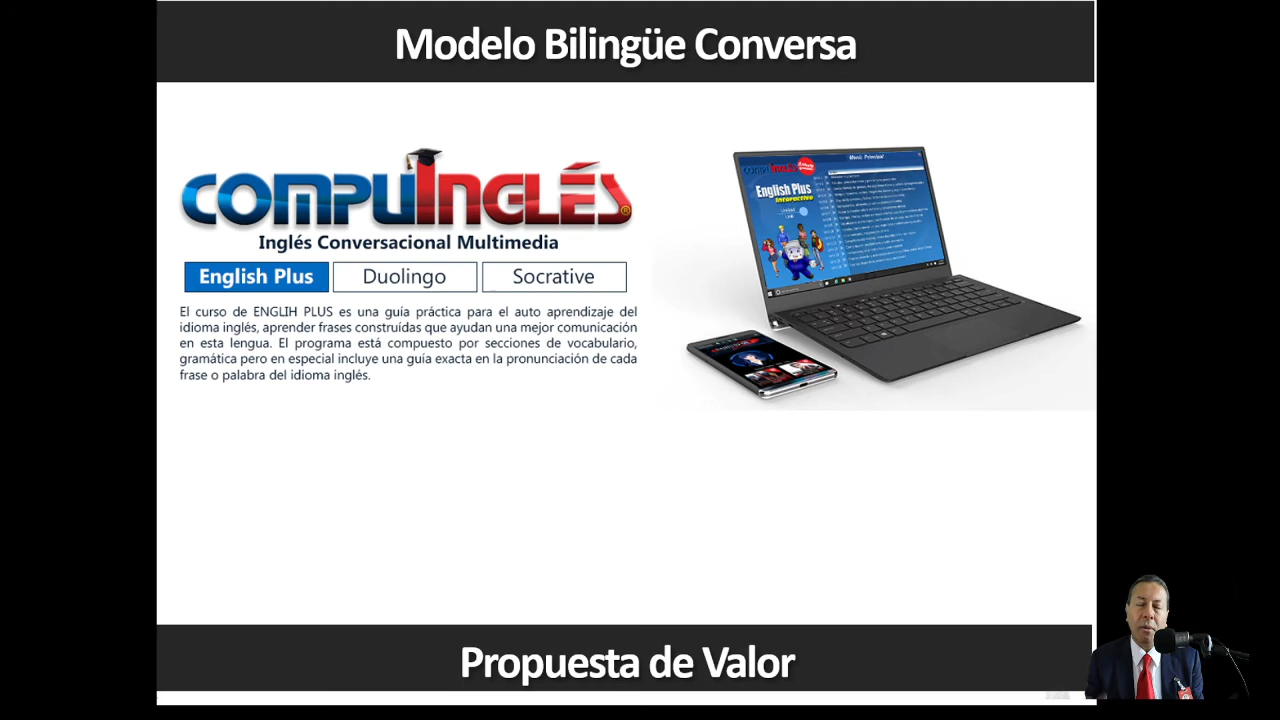 Modelo Bilingüe Conversa
COMPUINGLÉS®
Inglés Conversacional Multimedia
English Plus
Duolingo
Socrative
El curso de ENGLIH PLUS es una guía práctica para el auto aprendizaje del
idioma inglés, aprender frases construídas que ayudan una mejor comunicación
en esta lengua. El programa está compuesto por secciones de vocabulario,
gramática pero en especial incluye una guía exacta en la pronunciación de cada
frase o palabra del idioma inglés.
COMPUINGLÉS
Menú Principal
English Plus
Interactivo
Propuesta de Valor